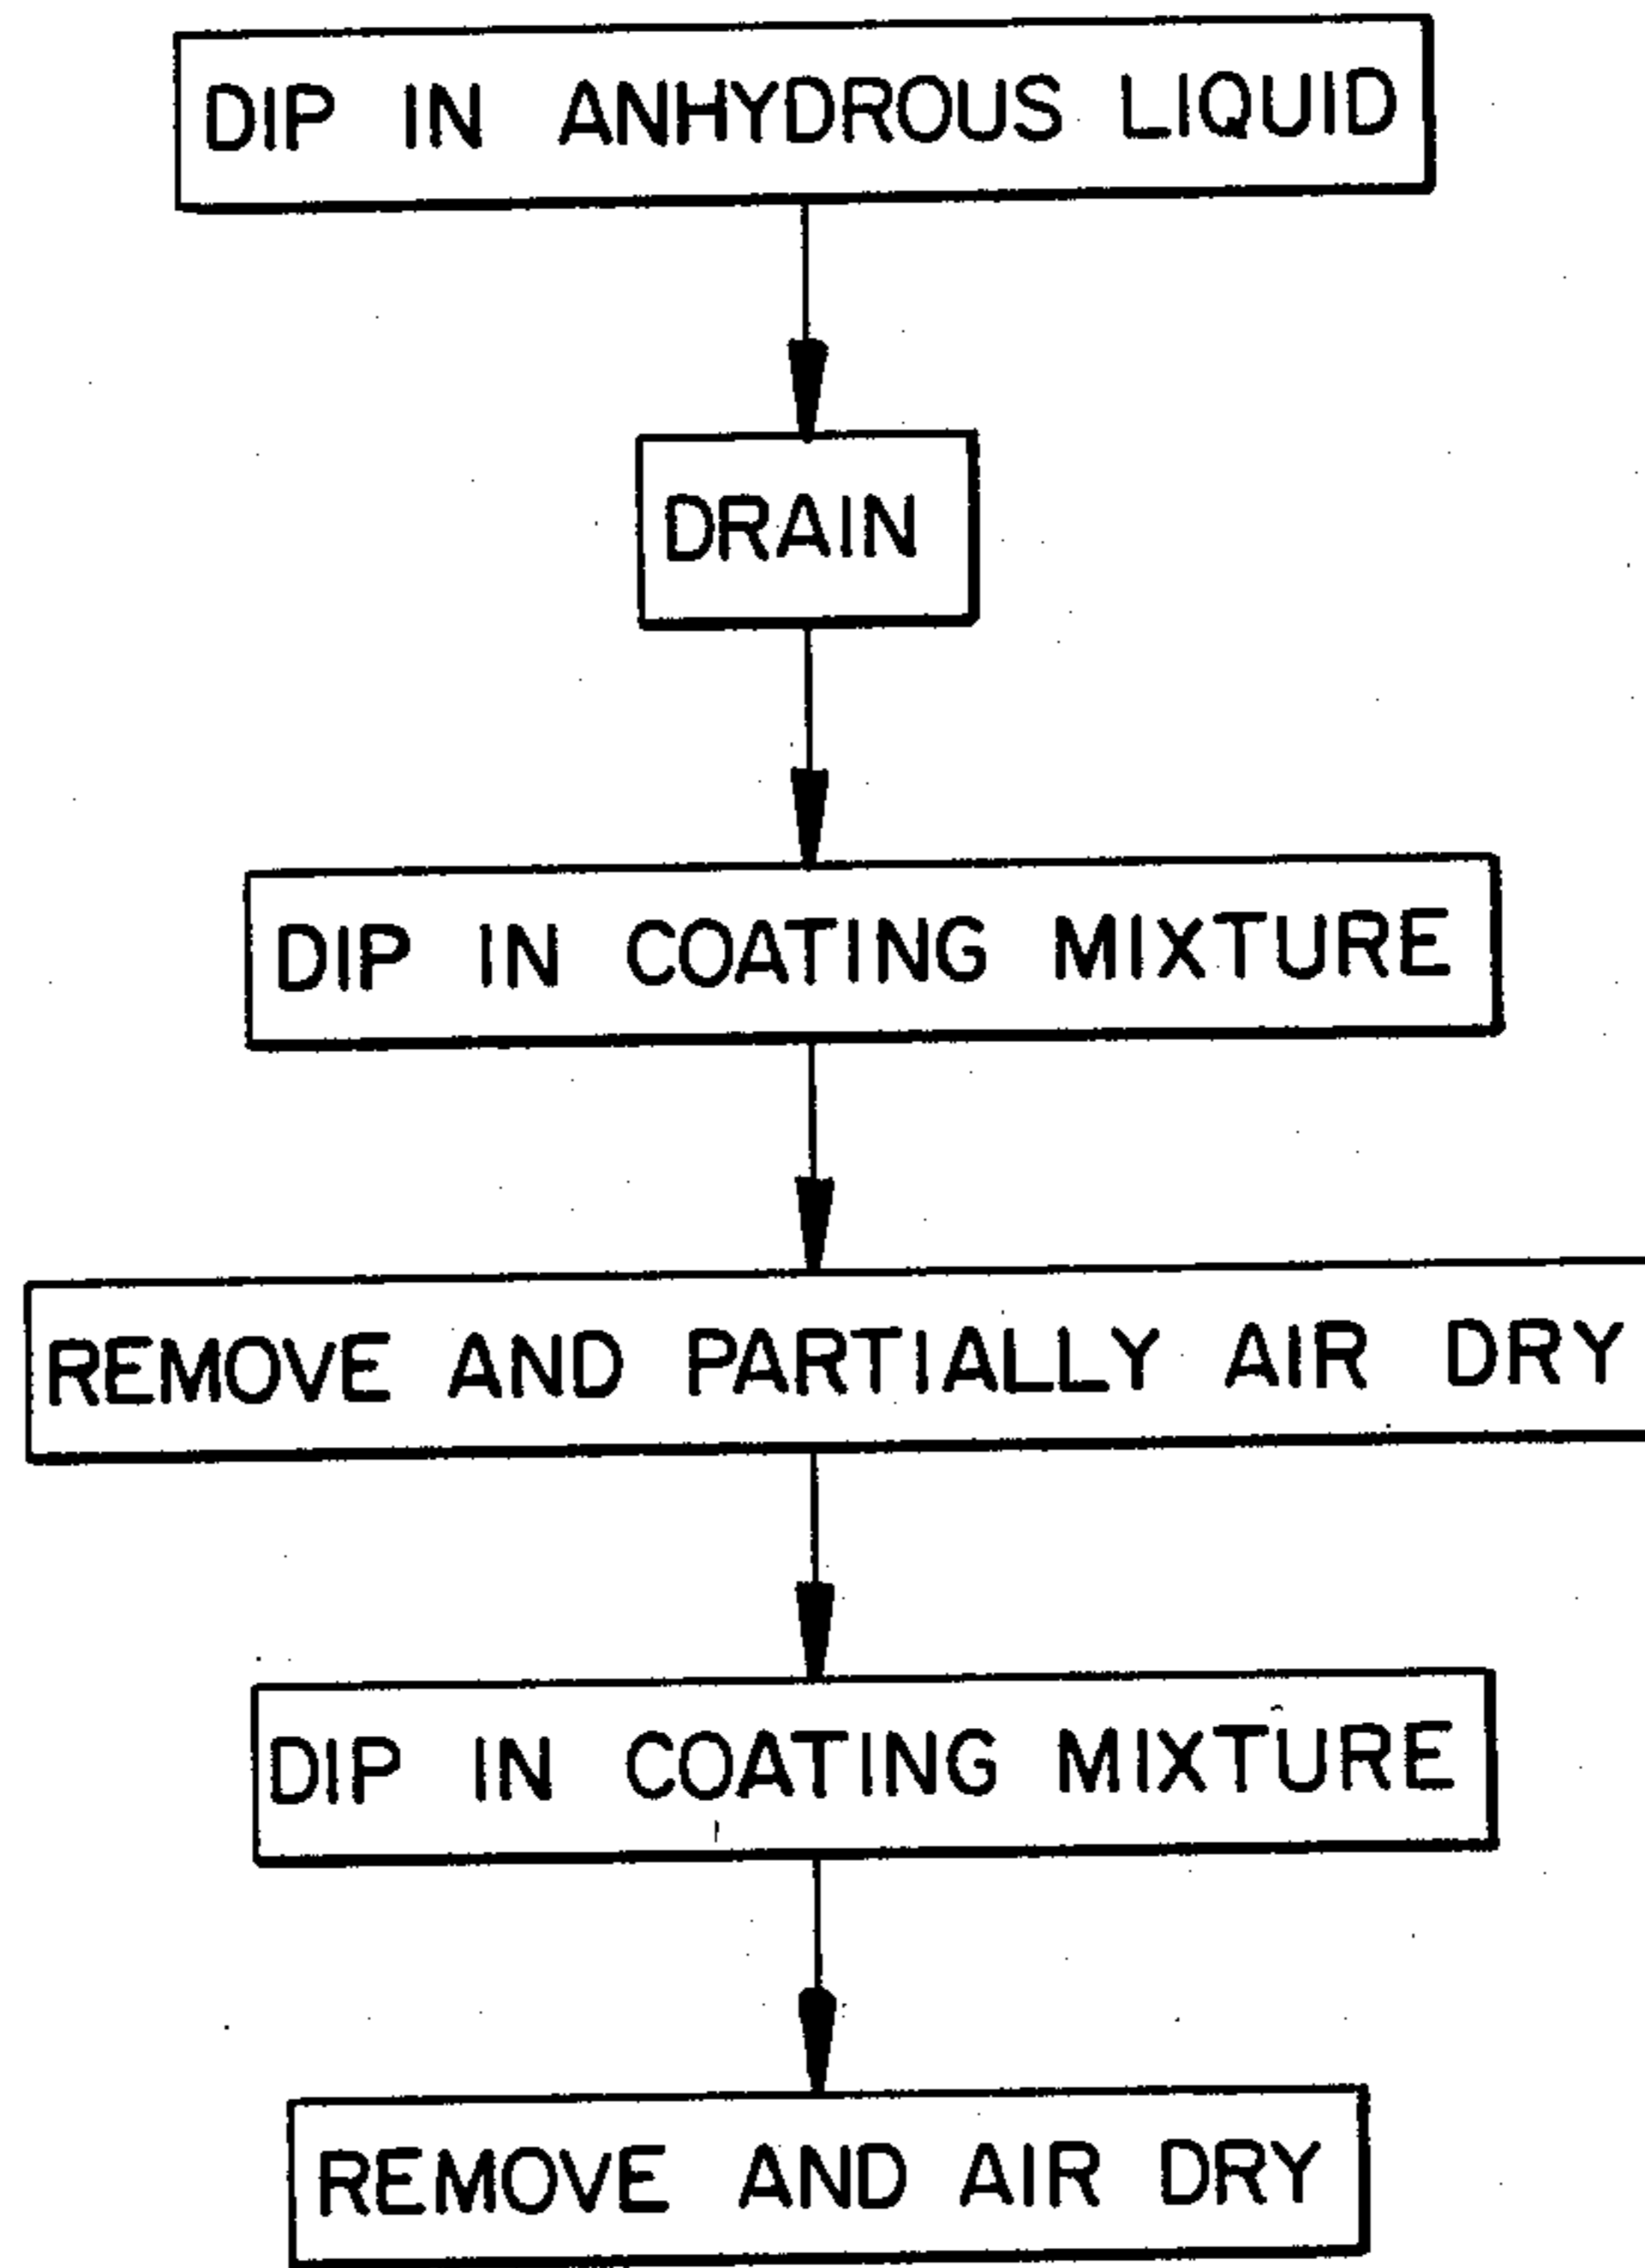 DIP IN ANHYDROUS LIQUID
DRAIN
DIP IN COATING MIXTURE
REMOVE AND PARTIALLY AIR DRY
DIP IN COATING MIXTURE
REMOVE AND AIR DRY